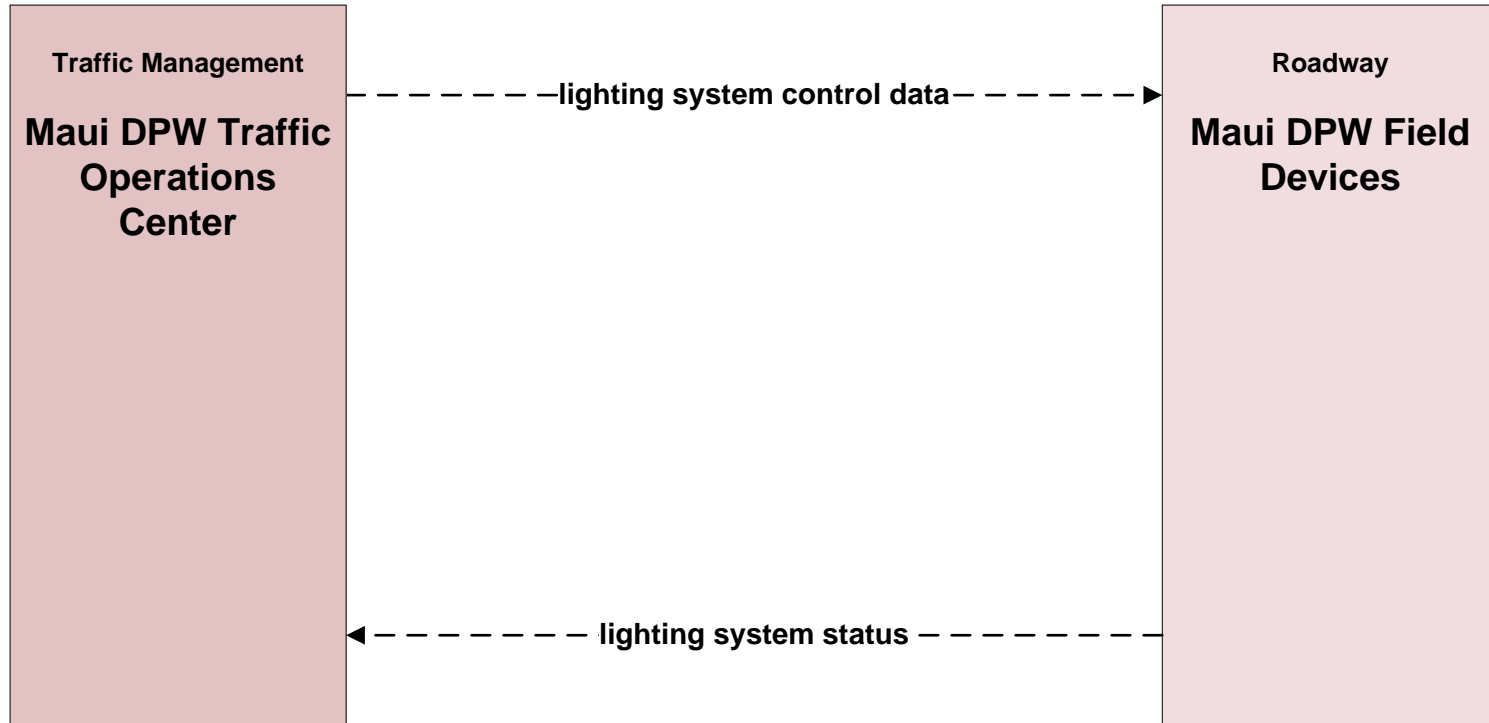 Traffic Management
Maui DPW Traffic
Operations
Center
lighting system control data
Roadway
Maui DPW Field
Devices
lighting system status